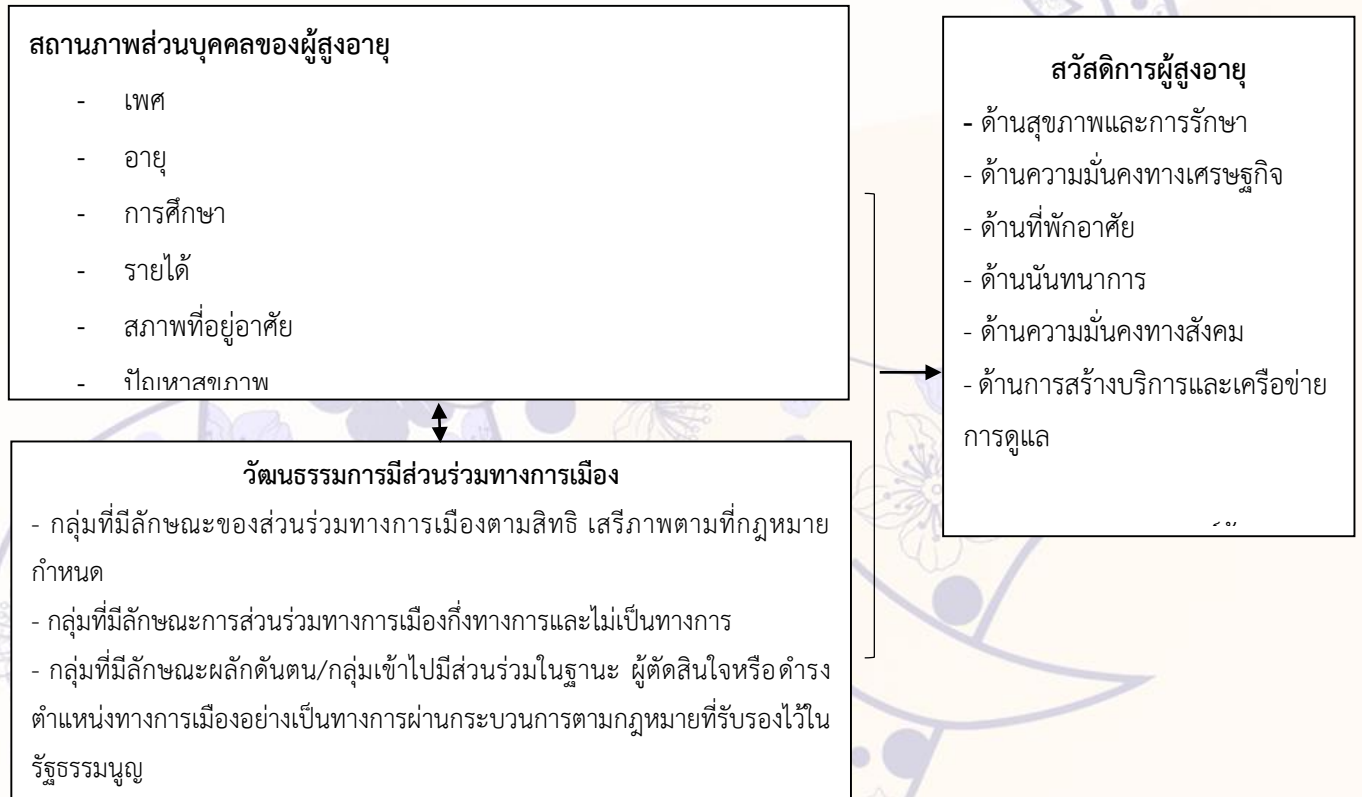 สถานภาพส่วนบุคคลของผู้สูงอายุ
- เพศ
- อายุ
- การศึกษา
- รายได้
- สภาพที่อยู่อาศัย
- ปัญหาสุขภาพ
วัฒนธรรมการมีส่วนร่วมทางการเมือง
- กลุ่มที่มีลักษณะของส่วนร่วมทางการเมืองตามสิทธิ เสรีภาพตามที่กฎหมาย
กำหนด
- กลุ่มที่มีลักษณะการส่วนร่วมทางการเมืองกึ่งทางการและไม่เป็นทางการ
- กลุ่มที่มีลักษณะผลักดันตน/กลุ่มเข้าไปมีส่วนร่วมในฐานะ ผู้ตัดสินใจหรือดำรง
ตำแหน่งทางการเมืองอย่างเป็นทางการผ่านกระบวนการตามกฎหมายที่รับรองไว้ใน
รัฐธรรมนูญ
สวัสดิการผู้สูงอายุ
- ด้านสุขภาพและการรักษา
- ด้านความมั่นคงทางเศรษฐกิจ
- ด้านที่พักอาศัย
- ด้านนันทนาการ
- ด้านความมั่นคงทางสังคม
- ด้านการสร้างบริการและเครือข่าย
การดูแล